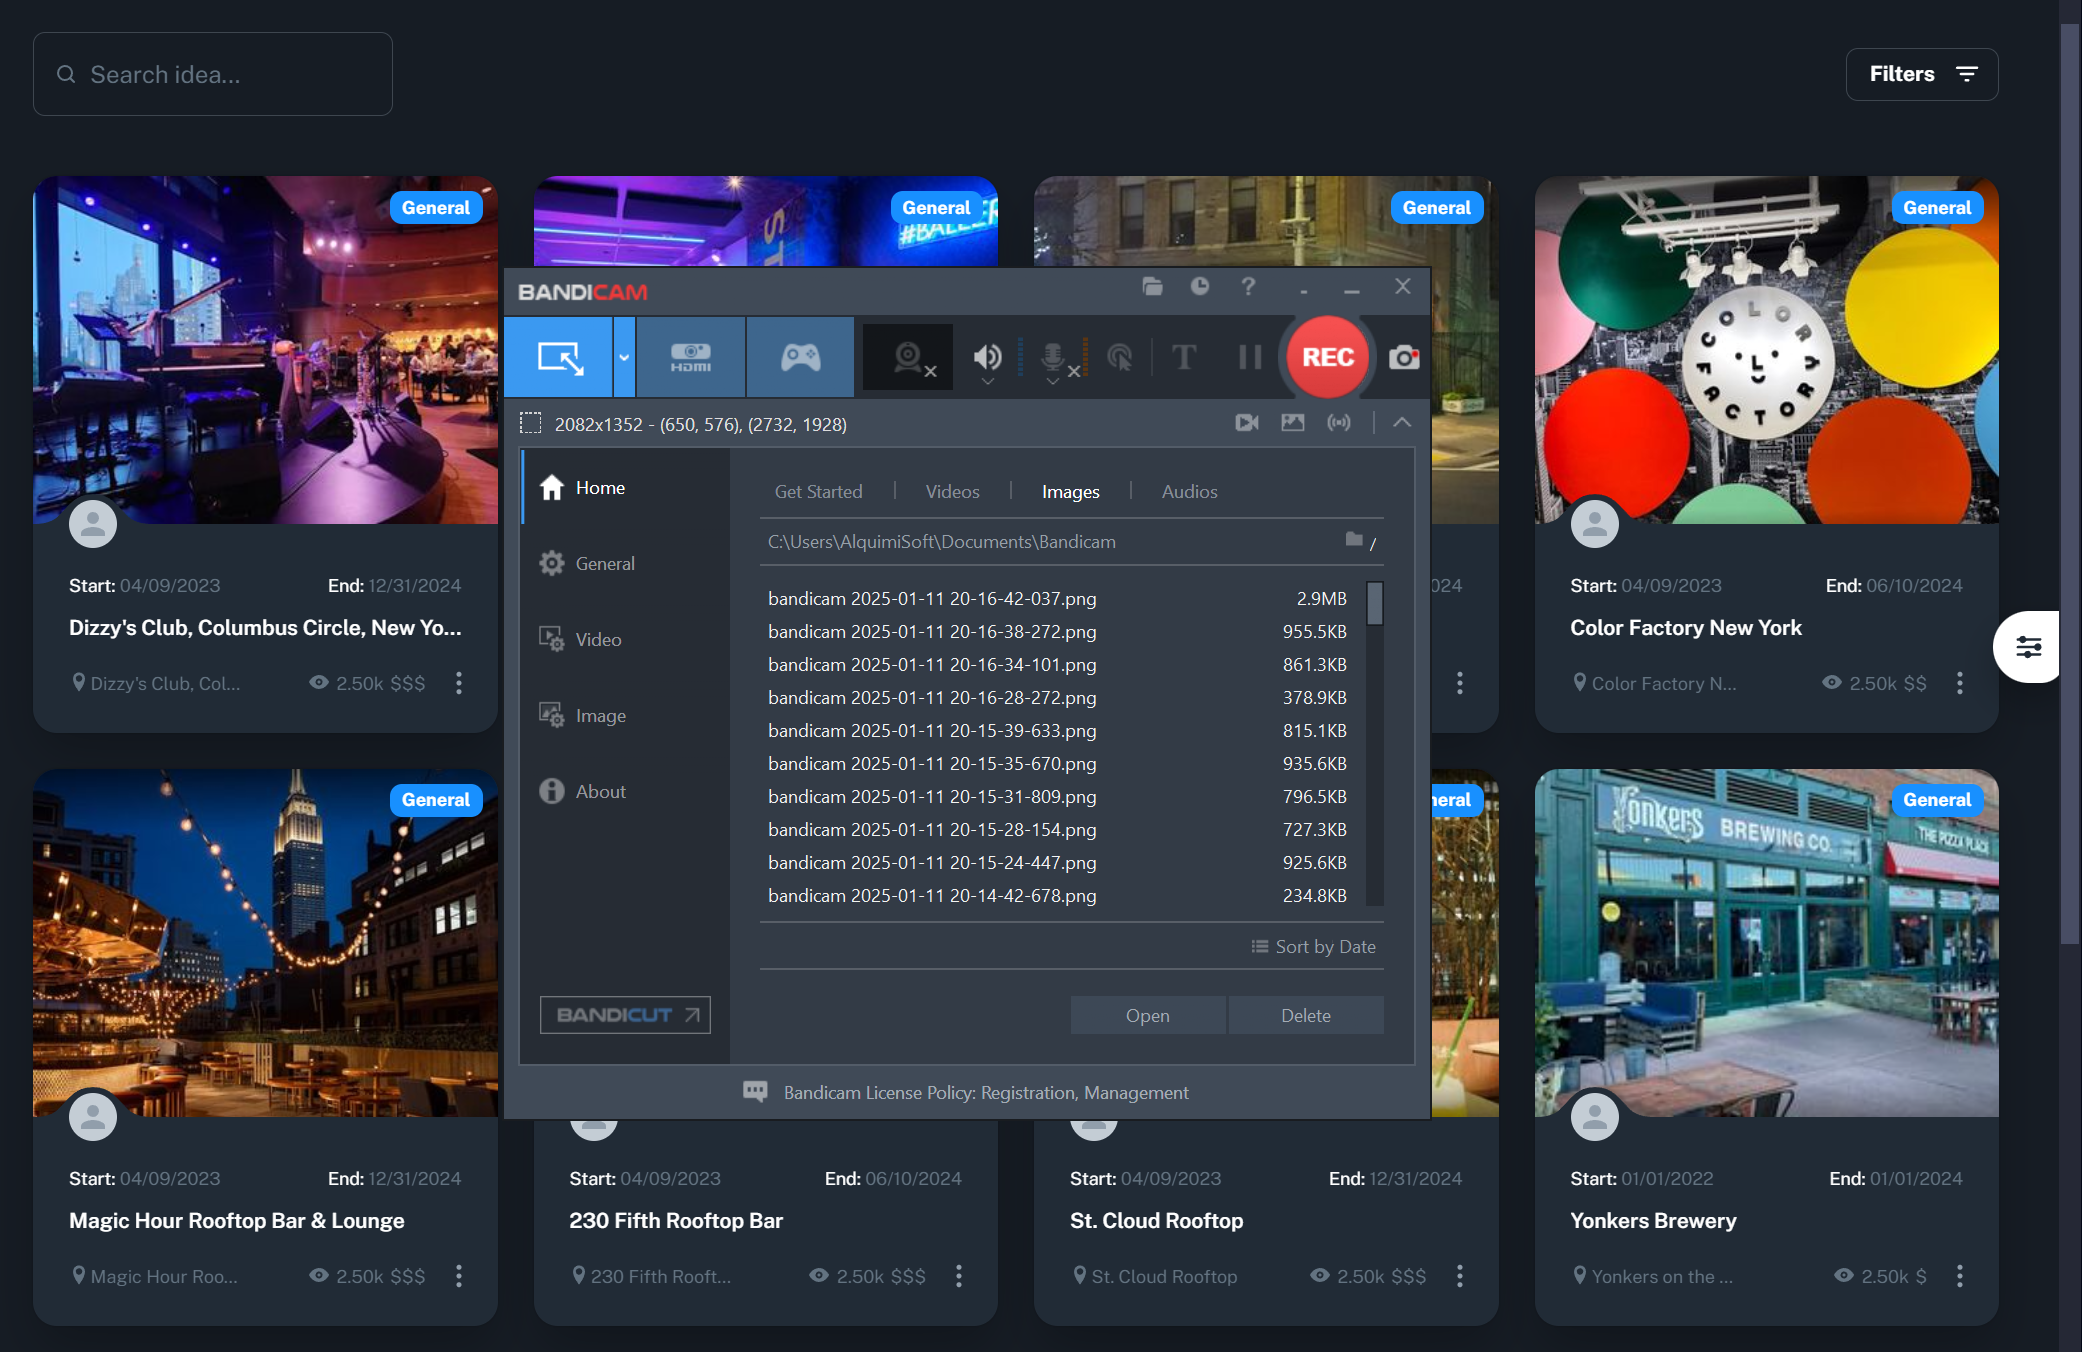 Search idea...
Filters
General
General
#BALLER
General
General
COLOR FACTORY
BANDICAM
?
HDMI
T
REC
2082x1352 - (650, 576), (2732, 1928)
Home
General
Video
Image
About
BANDICUT
Get Started
Videos
Images
Audios
C:\Users\AlquimiSoft\Documents\Bandicam
/
bandicam 2025-01-11 20-16-42-037.png 2.9MB
bandicam 2025-01-11 20-16-38-272.png 955.5KB
bandicam 2025-01-11 20-16-34-101.png 861.3KB
bandicam 2025-01-11 20-16-28-272.png 378.9KB
bandicam 2025-01-11 20-15-39-633.png 815.1KB
bandicam 2025-01-11 20-15-35-670.png 935.6KB
bandicam 2025-01-11 20-15-31-809.png 796.5KB
bandicam 2025-01-11 20-15-28-154.png 727.3KB
bandicam 2025-01-11 20-15-24-447.png 925.6KB
bandicam 2025-01-11 20-14-42-678.png 234.8KB
Sort by Date
Open
Delete
Bandicam License Policy: Registration, Management
Start: 04/09/2023 End: 12/31/2024
Dizzy's Club, Columbus Circle, New Yo...
Dizzy's Club, Col... 2.50k $$$
024
Start: 04/09/2023 End: 06/10/2024
Color Factory New York
Color Factory N... 2.50k $$
General
neral
General
Yonkers BREWING CO.
THE PIZZA PLACE
Start: 04/09/2023 End: 12/31/2024
Magic Hour Rooftop Bar & Lounge
Magic Hour Roo... 2.50k $$$
Start: 04/09/2023 End: 06/10/2024
230 Fifth Rooftop Bar
230 Fifth Rooft... 2.50k $$$
Start: 04/09/2023 End: 12/31/2024
St. Cloud Rooftop
St. Cloud Rooftop 2.50k $$$
Start: 01/01/2022 End: 01/01/2024
Yonkers Brewery
Yonkers on the ... 2.50k $